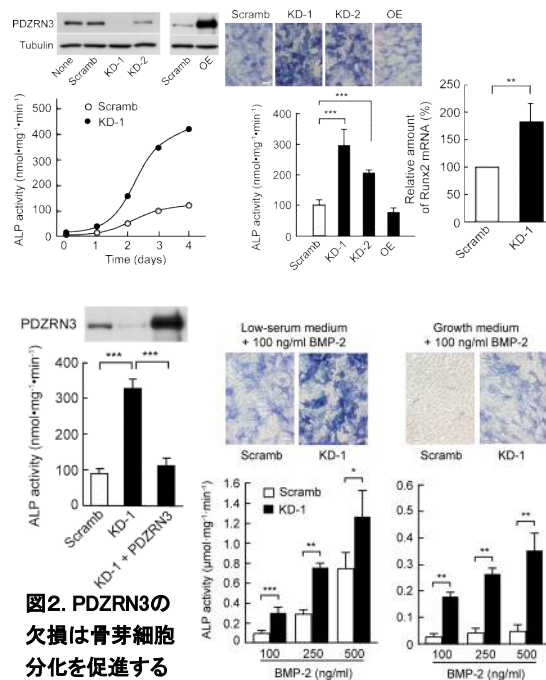 PDZRN3
Tubulin
None
Scramb
KD-1
KD-2
Scramb
OE
Scramb
KD-1
KD-2
OE
ALP activity (nmol•mg⁻¹•min⁻¹)
500
400
300
200
100
0
Scramb
KD-1
0 1 2 3 4
Time (days)
ALP activity (nmol•mg⁻¹•min⁻¹)
400
300
200
100
0
***
***
Scramb
KD-1
KD-2
OE
Relative amount
of Runx2 mRNA (%)
250
200
150
100
50
0
**
Scramb
KD-1
PDZRN3
ALP activity (nmol•mg⁻¹•min⁻¹)
400
300
200
100
0
*** ***
Scramb
KD-1
KD-1 + PDZRN3
Low-serum medium
+ 100 ng/ml BMP-2
Scramb KD-1
Growth medium
+ 100 ng/ml BMP-2
Scramb KD-1
ALP activity (μmol•mg⁻¹•min⁻¹)
1.6
1.4
1.2
1.0
0.8
0.6
0.4
0.2
0
Scramb
KD-1
***
**
*
100 250 500
BMP-2 (ng/ml)
0.6
0.5
0.4
0.3
0.2
0.1
0
**
**
**
100 250 500
BMP-2 (ng/ml)
図2. PDZRN3の
欠損は骨芽細胞
分化を促進する